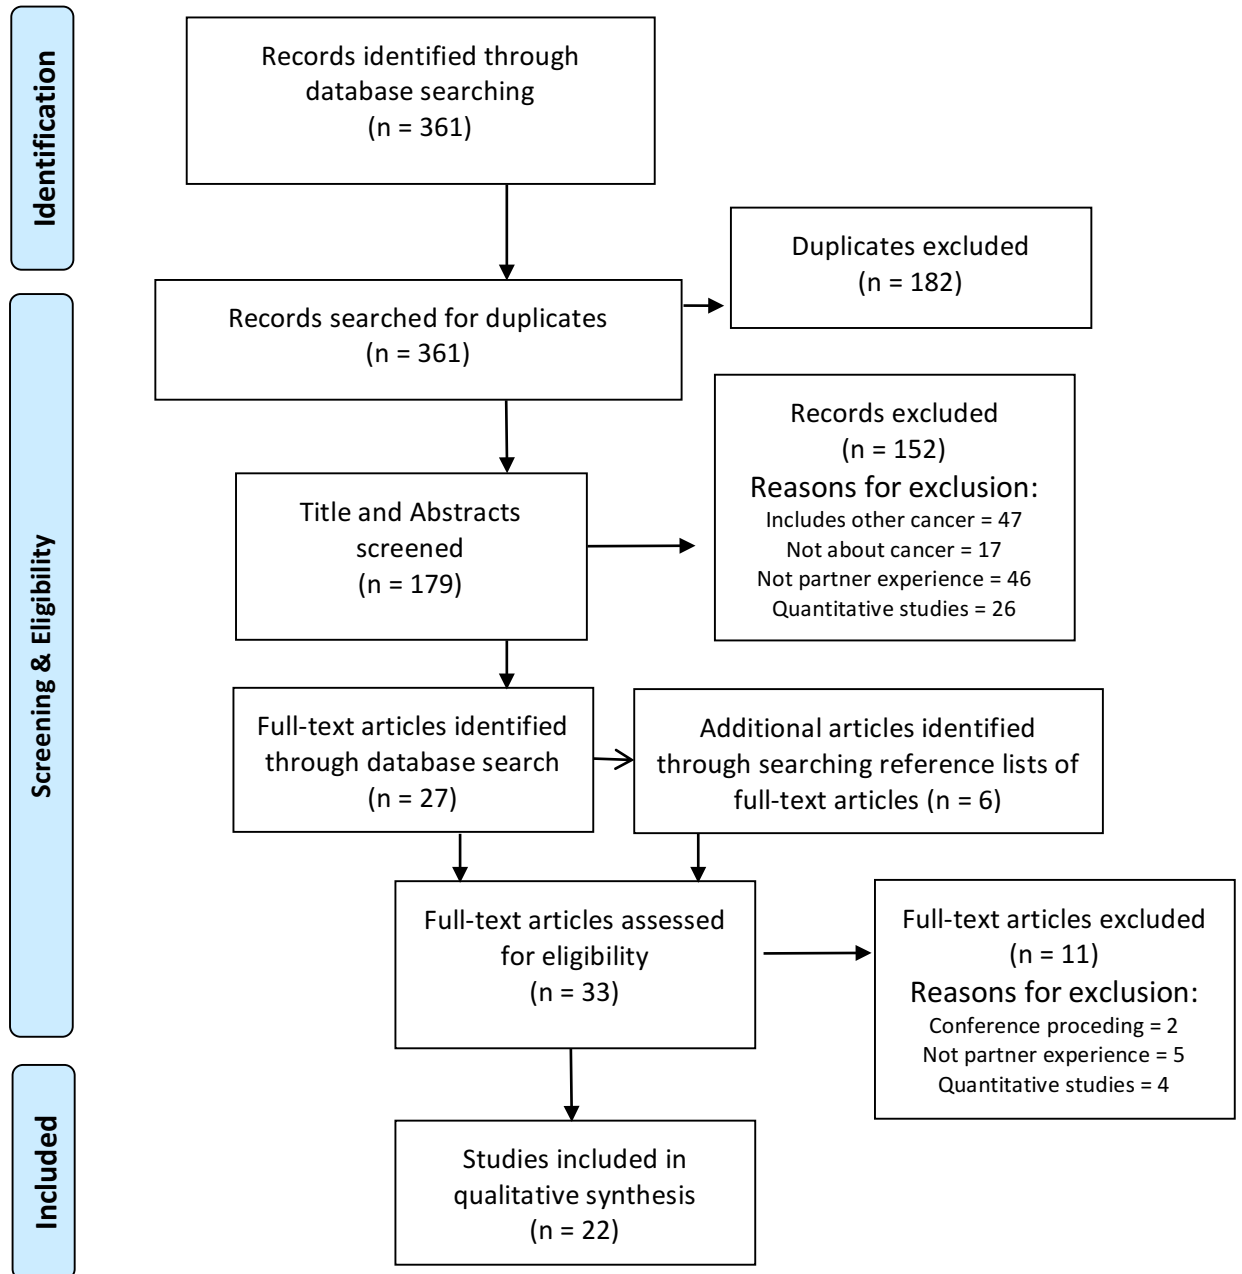 Identification
Records identified through
database searching
(n = 361)
Duplicates excluded
(n = 182)
Screening & Eligibility
Records searched for duplicates
(n = 361)
Records excluded
(n = 152)
Reasons for exclusion:
Includes other cancer = 47
Not about cancer = 17
Not partner experience = 46
Quantitative studies = 26
Title and Abstracts
screened
(n = 179)
Full-text articles identified
through database search
(n = 27)
Additional articles identified
through searching reference lists of
full-text articles (n = 6)
Full-text articles assessed
for eligibility
(n = 33)
Full-text articles excluded
(n = 11)
Reasons for exclusion:
Conference proceding = 2
Not partner experience = 5
Quantitative studies = 4
Included
Studies included in
qualitative synthesis
(n = 22)